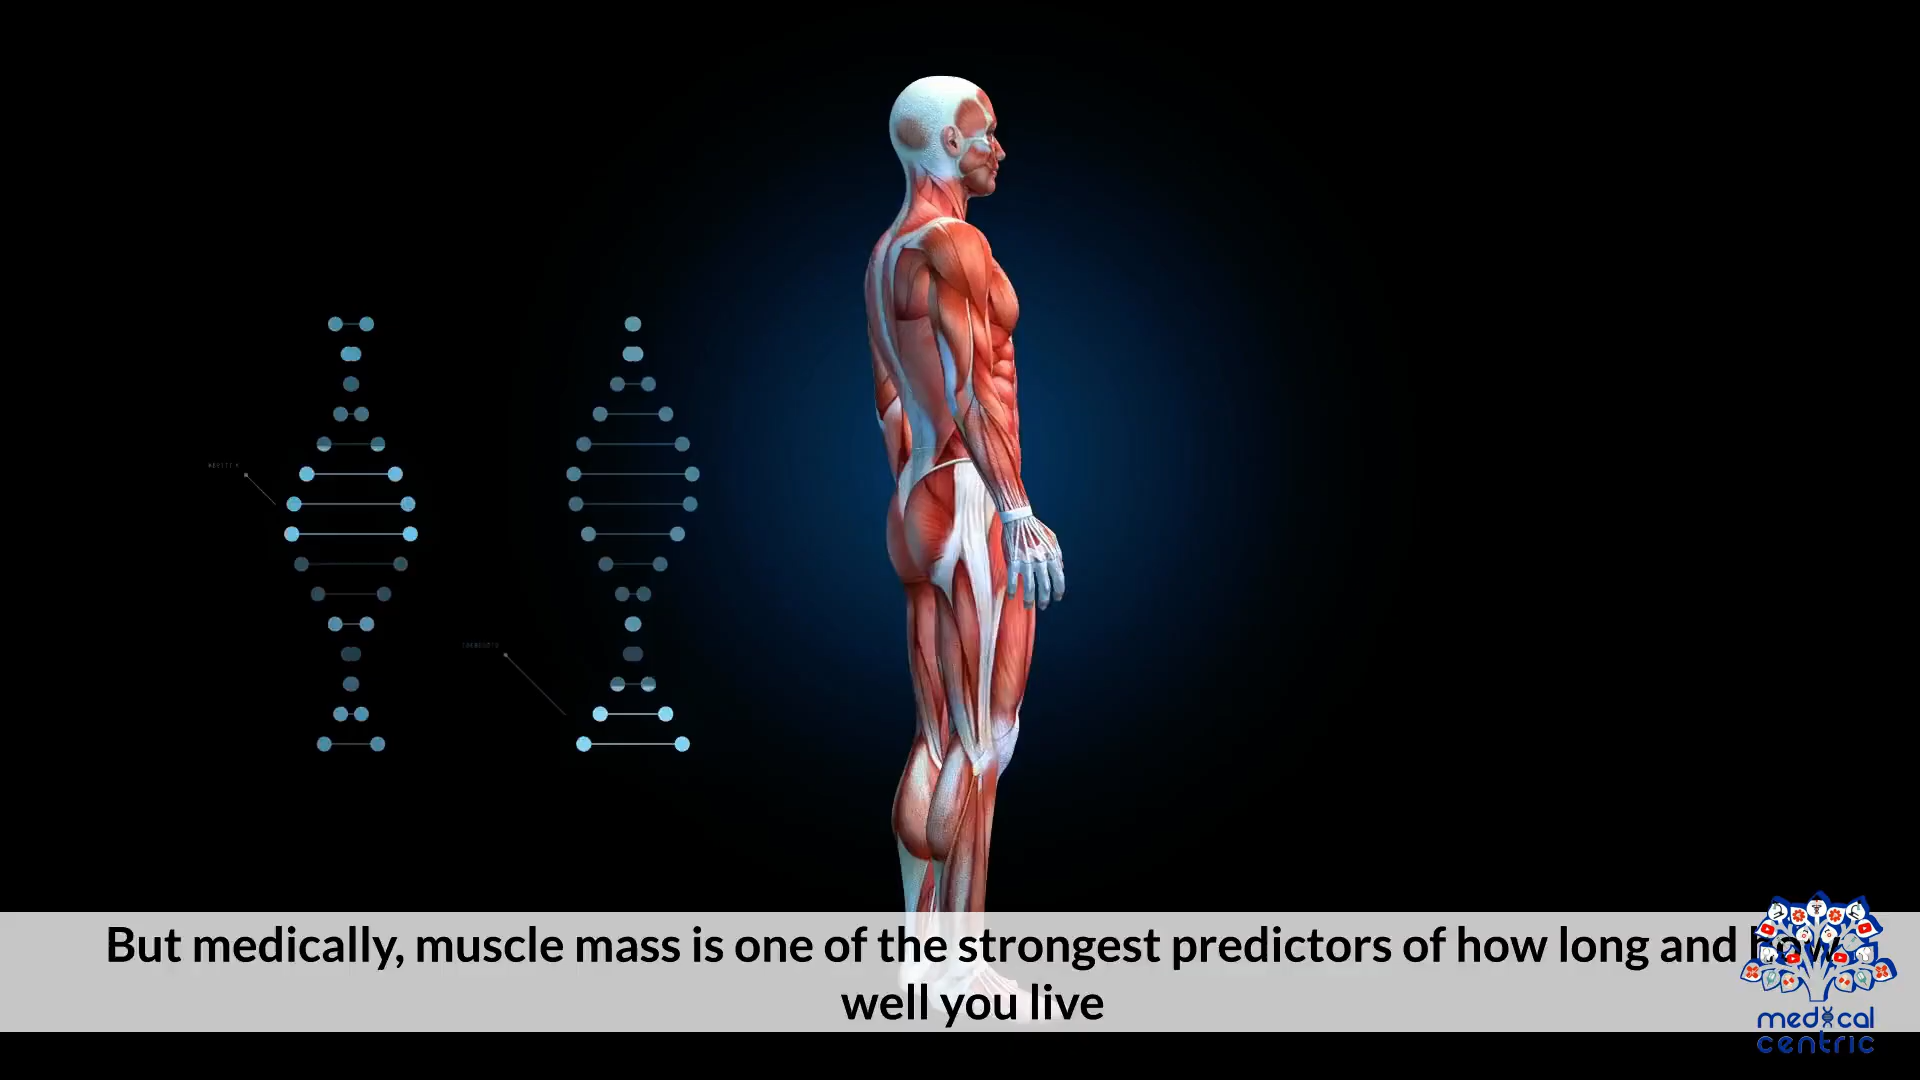 But medically, muscle mass is one of the strongest predictors of how long and how
well you live
medical
centric